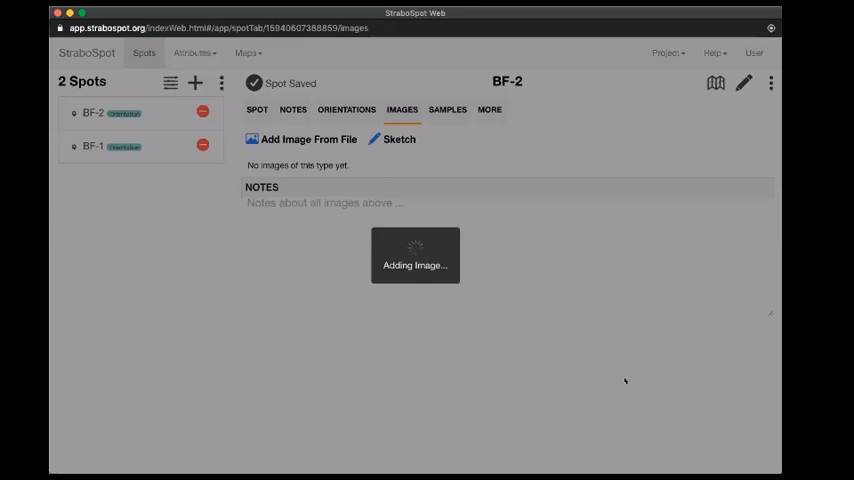 StraboSpot Web
app.strabospot.org/indexWeb.html#/app/spotTab/15940607388859/images
StraboSpot Spots Attributes Maps Project Help User
2 Spots
Spot Saved
BF-2
BF-2 Orientation
BF-1 Orientation
SPOT NOTES ORIENTATIONS IMAGES SAMPLES MORE
Add Image From File Sketch
No images of this type yet.
NOTES
Notes about all images above ...
Adding Image...